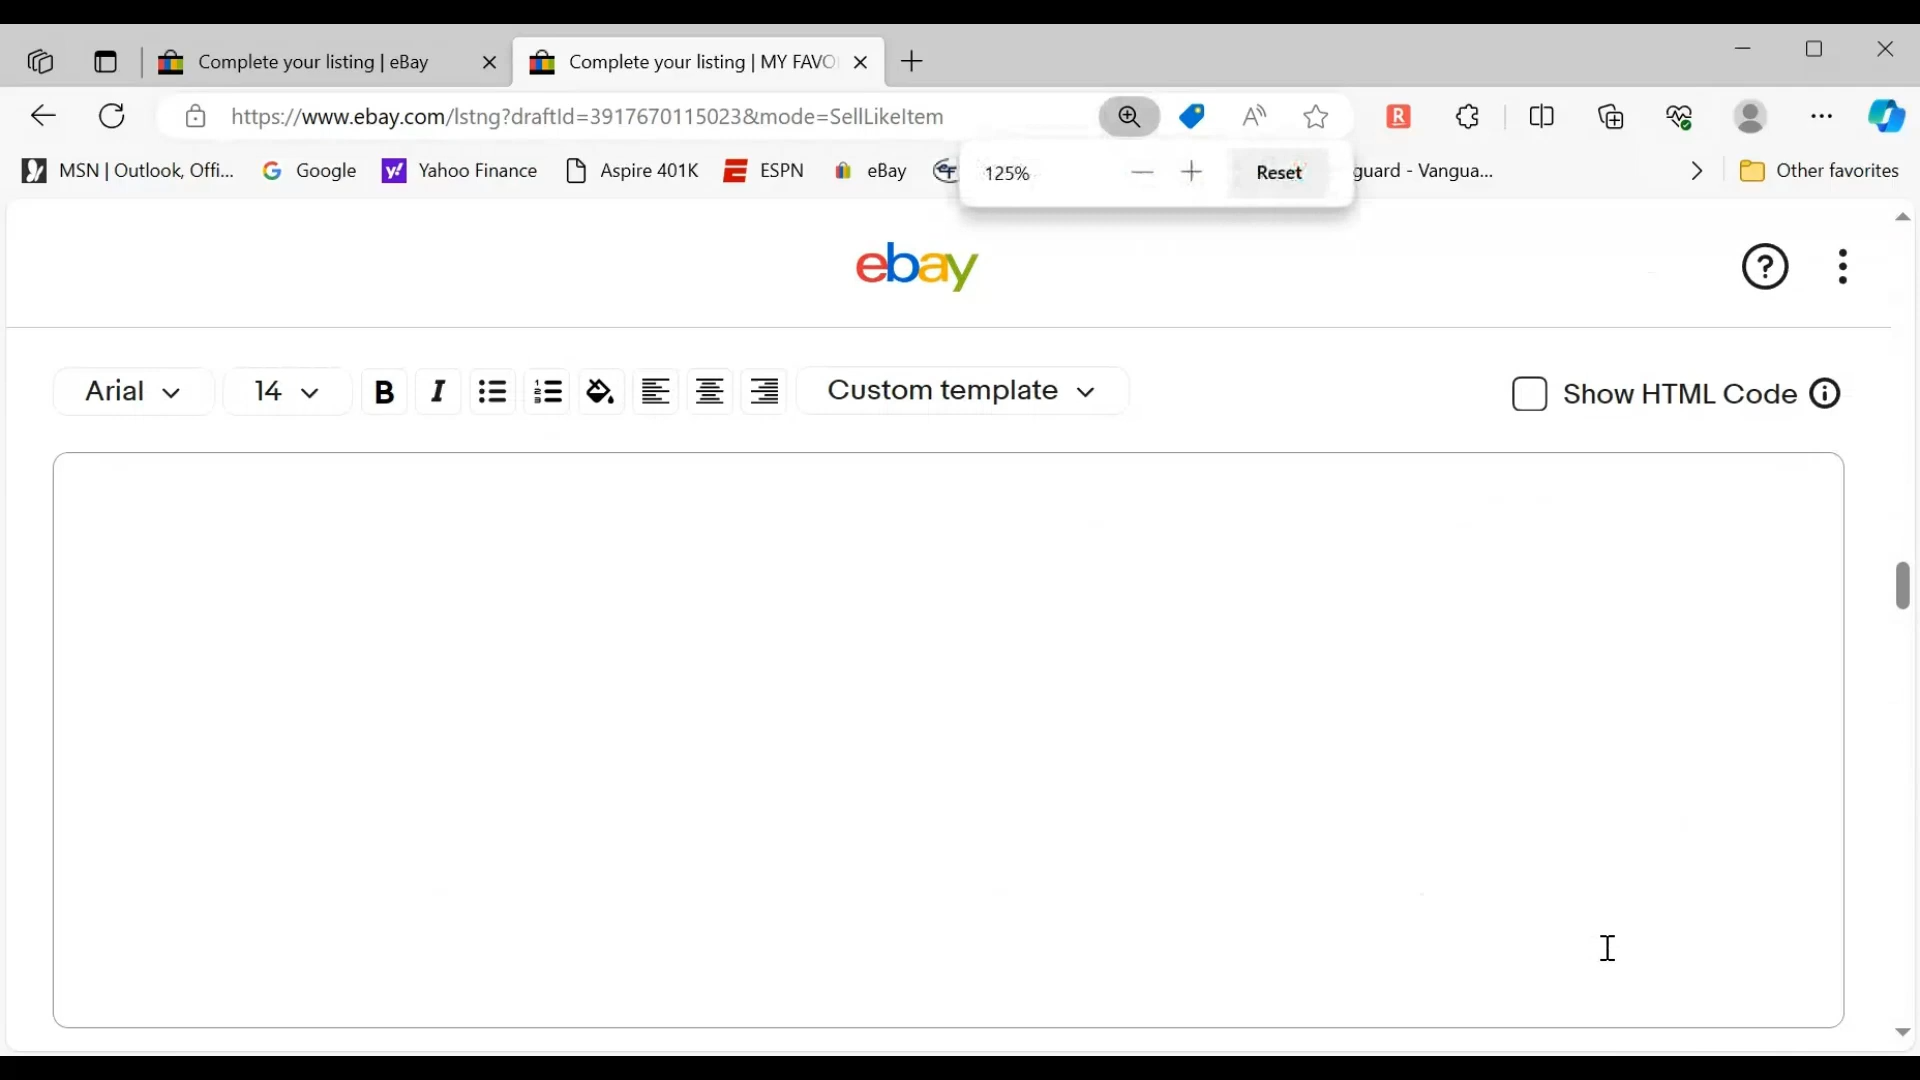 Complete your listing | eBay
Complete your listing | MY FAVO
https://www.ebay.com/lstng?draftId=3917670115023&mode=SellLikeItem
MSN | Outlook, Offi...
Google
Yahoo Finance
Aspire 401K
ESPN
eBay
125%
Reset
guard - Vangua...
Other favorites
ebay
Arial
14
B
I
Custom template
Show HTML Code